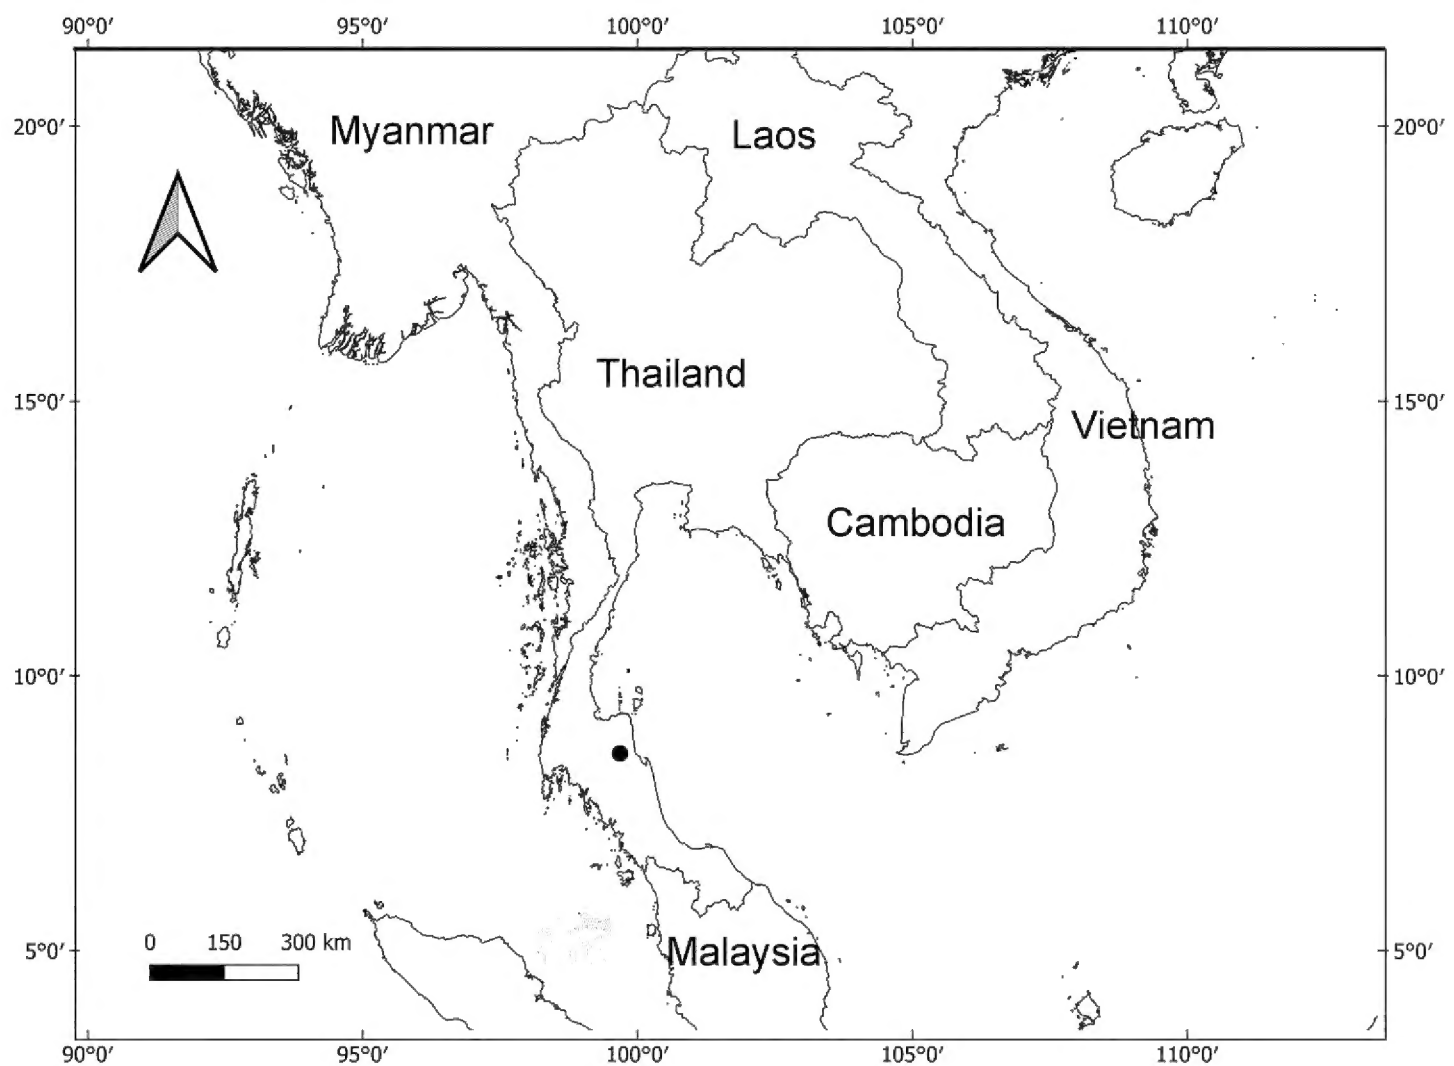 90°0′ 95°0′ 100°0′ 105°0′ 110°0′
20°0′ Myanmar Laos 20°0′
Thailand
15°0′ 15°0′
Vietnam
Cambodia
10°0′ 10°0′
0 150 300 km
5°0′ Malaysia 5°0′
90°0′ 95°0′ 100°0′ 105°0′ 110°0′